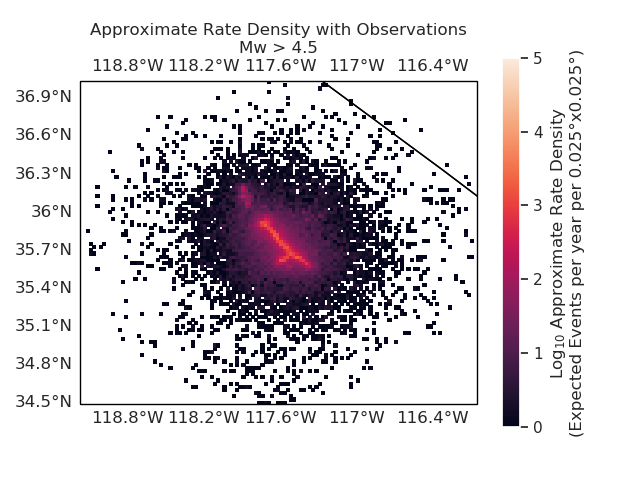 Approximate Rate Density with Observations
Mw > 4.5
118.8°W 118.2°W 117.6°W 117°W 116.4°W
36.9°N
36.6°N
36.3°N
36°N
35.7°N
35.4°N
35.1°N
34.8°N
34.5°N
118.8°W 118.2°W 117.6°W 117°W 116.4°W
5
4
3
2
1
0
Log₁₀ Approximate Rate Density
(Expected Events per year per 0.025°x0.025°)